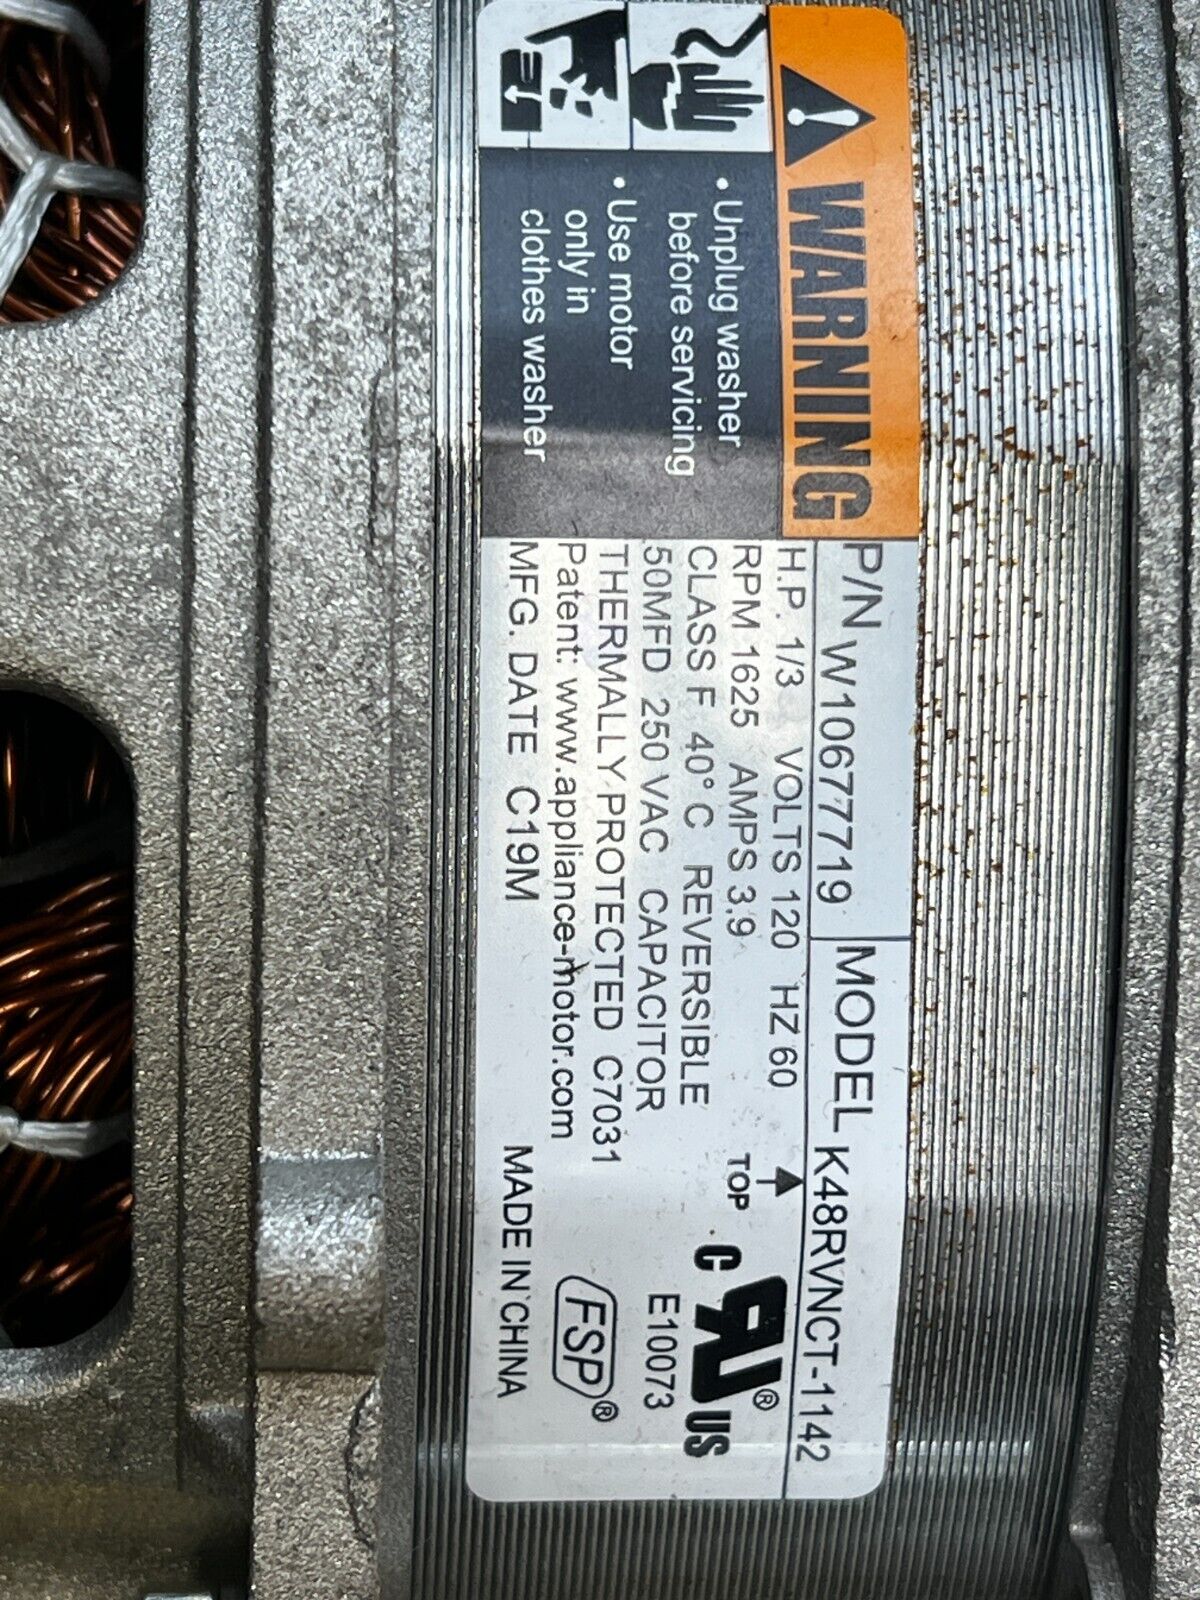 WARNING
• Unplug washer
before servicing
• Use motor
only in
clothes washer
P/N W10677719
MODEL K48RVNCT-1142
H.P. 1/3 VOLTS 120 HZ 60
RPM 1625 AMPS 3.9
CLASS F 40° C REVERSIBLE
50MFD 250 VAC CAPACITOR
THERMALLY PROTECTED C7031
Patent: www.appliance-motor.com
MFG. DATE C19M
MADE IN CHINA
TOP
C UR® US
E10073
FSP®